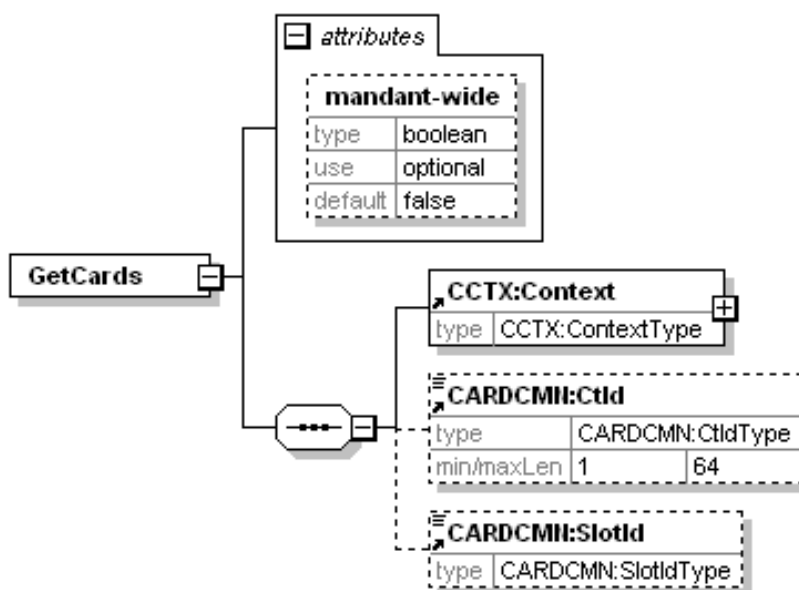 attributes
mandant-wide
type boolean
use optional
default false
GetCards
CCTX:Context
type CCTX:ContextType
CARDCMN:CtId
type CARDCMN:CtIdType
min/maxLen 1 64
CARDCMN:SlotId
type CARDCMN:SlotIdType